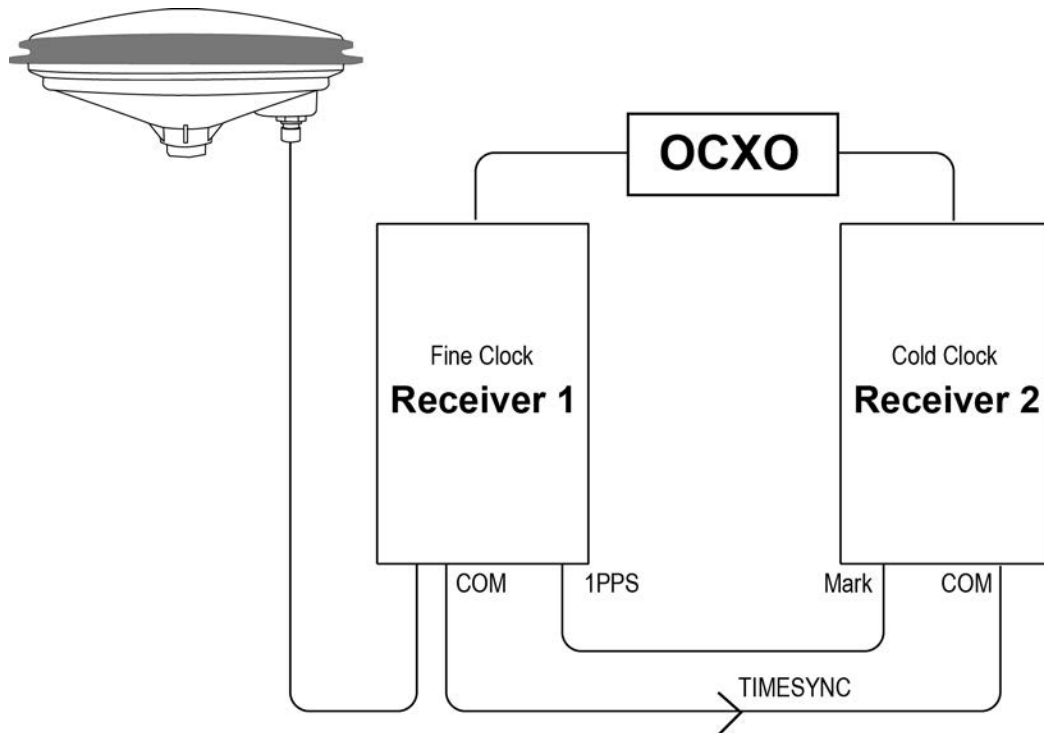 OCXO
Fine Clock
Receiver 1
Cold Clock
Receiver 2
COM
1PPS
Mark
COM
TIMESYNC